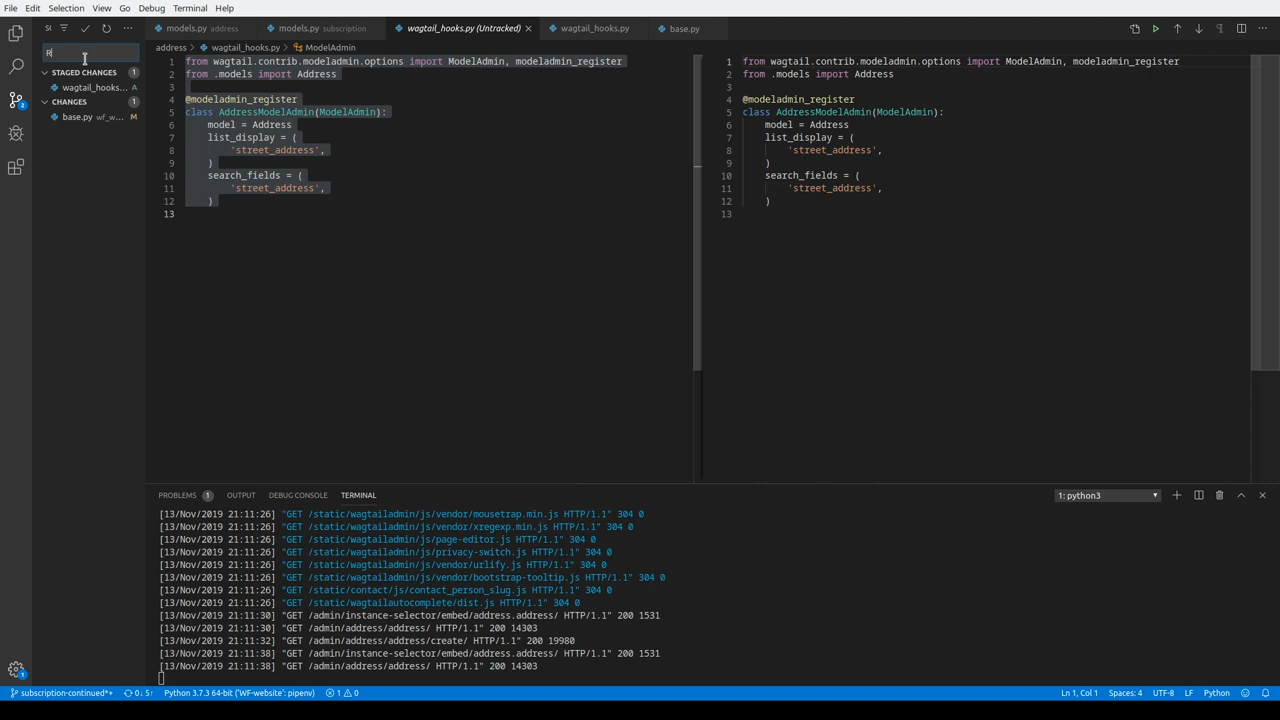 File Edit Selection View Go Debug Terminal Help
models.py address
models.py subscription
wagtail_hooks.py (Untracked)
wagtail_hooks.py
base.py
R
address > wagtail_hooks.py > ModelAdmin
STAGED CHANGES 1
wagtail_hooks... A
CHANGES 1
base.py wf_w... M
2
1 from wagtail.contrib.modeladmin.options import ModelAdmin, modeladmin_register
2 from .models import Address
3
4 @modeladmin_register
5 class AddressModelAdmin(ModelAdmin):
6 model = Address
7 list_display = (
8 'street_address',
9 )
10 search_fields = (
11 'street_address',
12 )
13
1 from wagtail.contrib.modeladmin.options import ModelAdmin, modeladmin_register
2 from .models import Address
3
4 @modeladmin_register
5 class AddressModelAdmin(ModelAdmin):
6 model = Address
7 list_display = (
8 'street_address',
9 )
10 search_fields = (
11 'street_address',
12 )
13
PROBLEMS 1 OUTPUT DEBUG CONSOLE TERMINAL
1: python3
[13/Nov/2019 21:11:26] "GET /static/wagtailadmin/js/vendor/mousetrap.min.js HTTP/1.1" 304 0
[13/Nov/2019 21:11:26] "GET /static/wagtailadmin/js/vendor/xregexp.min.js HTTP/1.1" 304 0
[13/Nov/2019 21:11:26] "GET /static/wagtailadmin/js/page-editor.js HTTP/1.1" 304 0
[13/Nov/2019 21:11:26] "GET /static/wagtailadmin/js/privacy-switch.js HTTP/1.1" 304 0
[13/Nov/2019 21:11:26] "GET /static/wagtailadmin/js/vendor/urlify.js HTTP/1.1" 304 0
[13/Nov/2019 21:11:26] "GET /static/wagtailadmin/js/vendor/bootstrap-tooltip.js HTTP/1.1" 304 0
[13/Nov/2019 21:11:26] "GET /static/contact/js/contact_person_slug.js HTTP/1.1" 304 0
[13/Nov/2019 21:11:26] "GET /static/wagtailautocomplete/dist.js HTTP/1.1" 304 0
[13/Nov/2019 21:11:30] "GET /admin/instance-selector/embed/address.address/ HTTP/1.1" 200 1531
[13/Nov/2019 21:11:30] "GET /admin/address/address/ HTTP/1.1" 200 14303
[13/Nov/2019 21:11:32] "GET /admin/address/address/create/ HTTP/1.1" 200 19980
[13/Nov/2019 21:11:38] "GET /admin/instance-selector/embed/address.address/ HTTP/1.1" 200 1531
[13/Nov/2019 21:11:38] "GET /admin/address/address/ HTTP/1.1" 200 14303
1
subscription-continued*+ 0↓ 5↑ Python 3.7.3 64-bit ('WF-website': pipenv) 1 0 Ln 1, Col 1 Spaces: 4 UTF-8 LF Python